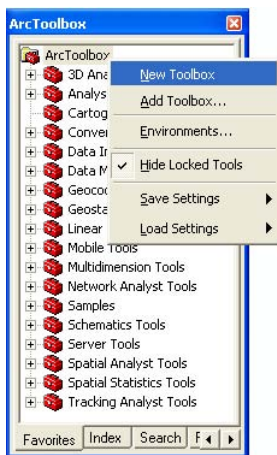 ArcToolbox
ArcToolbox
3D Ana
New Toolbox
Analys
Add Toolbox...
Cartog
Conver
Environments...
Data In
Data M
Hide Locked Tools
Geocod
Geosta
Save Settings
Linear
Load Settings
Mobile Tools
Multidimension Tools
Network Analyst Tools
Samples
Schematics Tools
Server Tools
Spatial Analyst Tools
Spatial Statistics Tools
Tracking Analyst Tools
Favorites Index Search